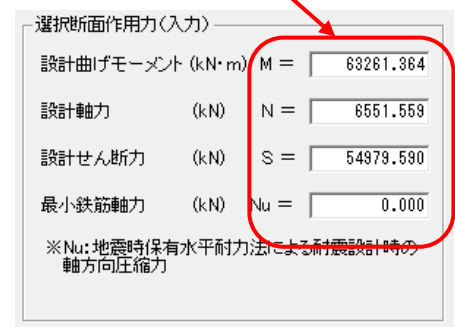 選択断面作用力(入力)
設計曲げモーメント (kN・m) M = 63261.364
設計軸力 (kN) N = 6551.559
設計せん断力 (kN) S = 54979.590
最小鉄筋軸力 (kN) Nu = 0.000
※Nu:地震時保有水平耐力法による耐震設計時の
軸方向圧縮力